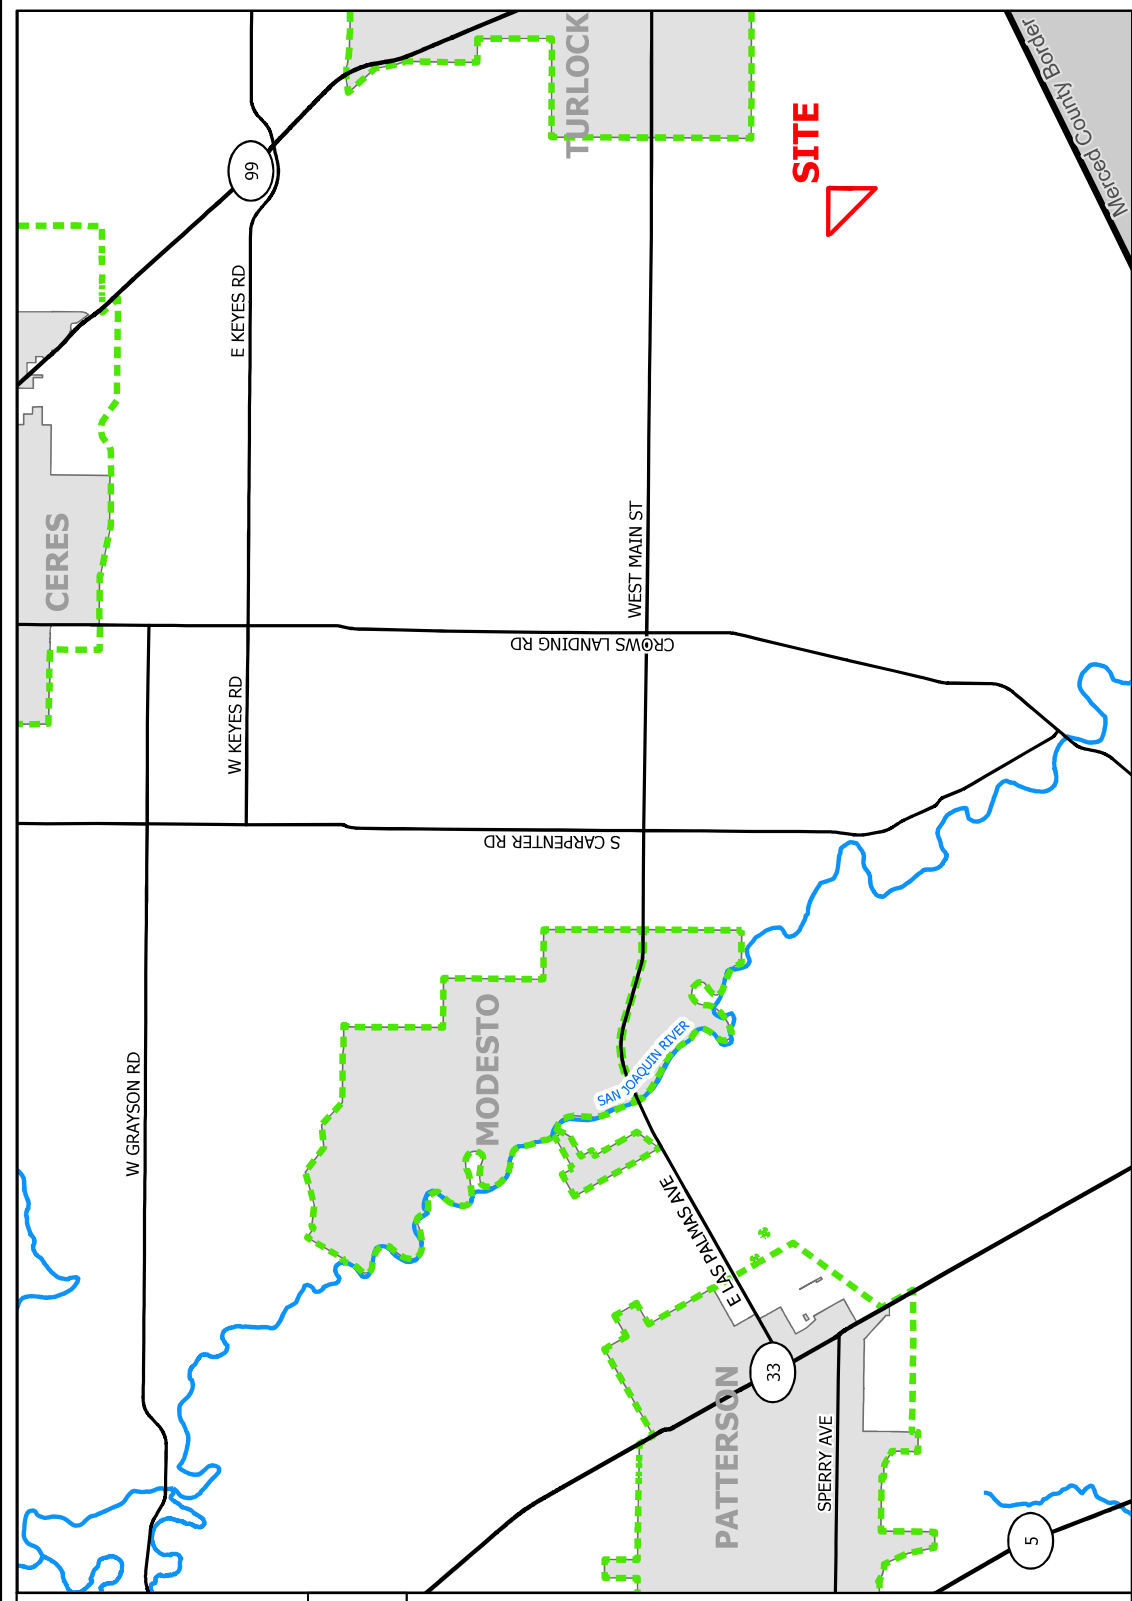 CERES
TURLOCK
Merced County Border
99
SITE
E KEYES RD
WEST MAIN ST
CROWS LANDING RD
W KEYES RD
S CARPENTER RD
W GRAYSON RD
MODESTO
SAN JOAQUIN RIVER
E LAS PALMAS AVE
33
PATTERSON
SPERRY AVE
5